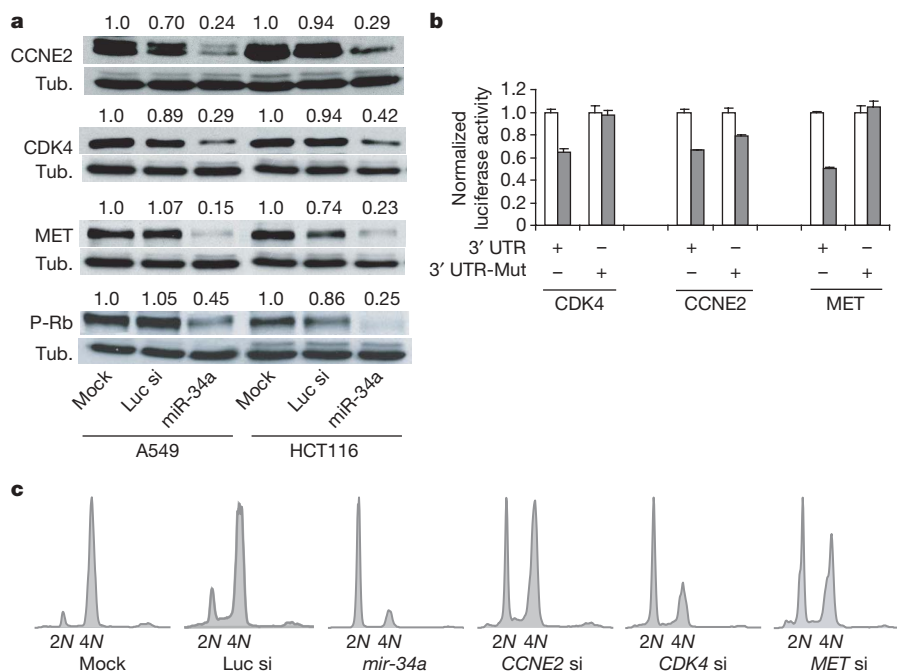 a
1.0 0.70 0.24 1.0 0.94 0.29
CCNE2
Tub.
1.0 0.89 0.29 1.0 0.94 0.42
CDK4
Tub.
1.0 1.07 0.15 1.0 0.74 0.23
MET
Tub.
1.0 1.05 0.45 1.0 0.86 0.25
P-Rb
Tub.
Mock Luc si miR-34a Mock Luc si miR-34a
A549 HCT116
b
Normalized
luciferase activity
1.2
1.0
0.8
0.6
0.4
0.2
0
3′ UTR + – + – + –
3′ UTR-Mut – + – + – +
CDK4 CCNE2 MET
c
2N 4N 2N 4N 2N 4N 2N 4N 2N 4N 2N 4N
Mock Luc si mir-34a CCNE2 si CDK4 si MET si